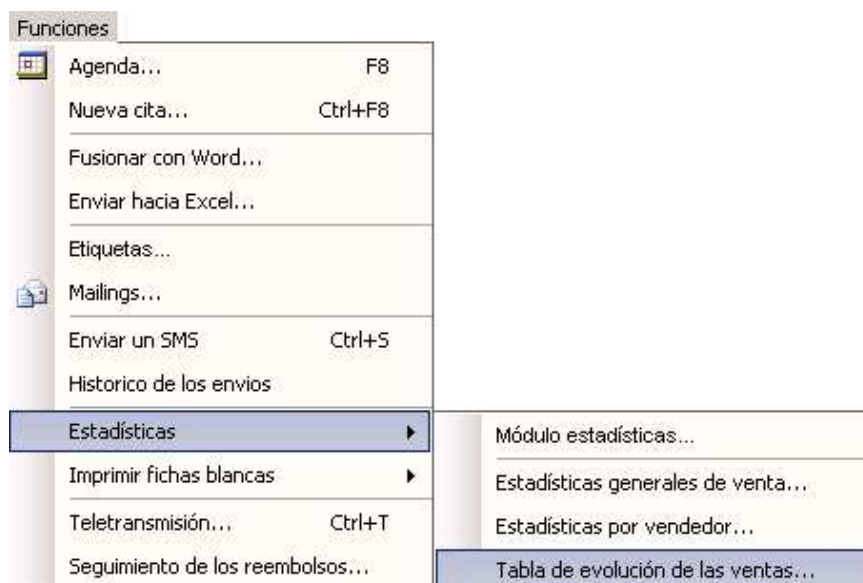 Funciones
Agenda... F8
Nueva cita... Ctrl+F8
Fusionar con Word...
Enviar hacia Excel...
Etiquetas...
Mailings...
Enviar un SMS Ctrl+S
Historico de los envios
Estadísticas
Módulo estadísticas...
Imprimir fichas blancas
Estadísticas generales de venta...
Teletransmisión... Ctrl+T
Estadísticas por vendedor...
Seguimiento de los reembolsos...
Tabla de evolución de las ventas...